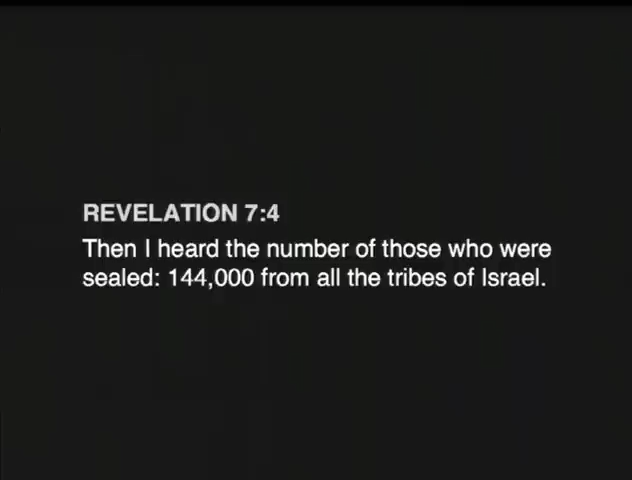 REVELATION 7:4
Then I heard the number of those who were
sealed: 144,000 from all the tribes of Israel.